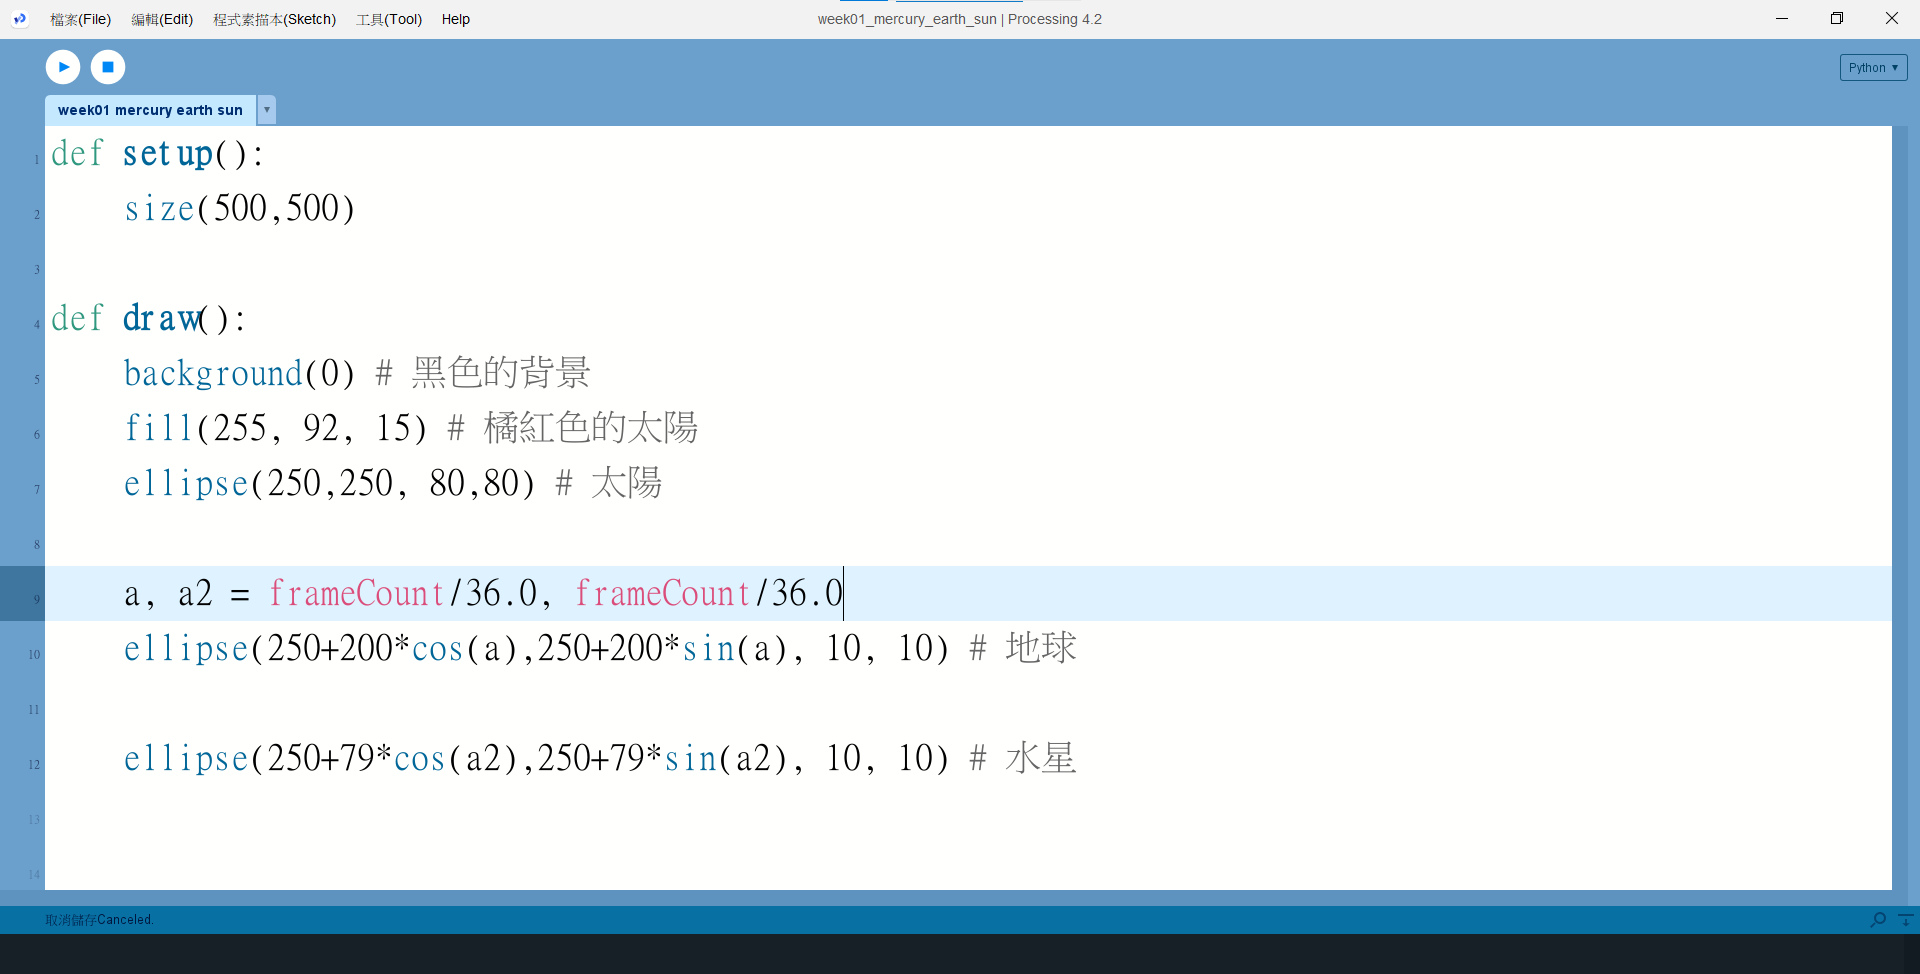 檔案(File) 編輯(Edit) 程式素描本(Sketch) 工具(Tool) Help week01_mercury_earth_sun | Processing 4.2
Python ▼
week01 mercury earth sun ▼
1 def setup():
2 size(500,500)
3
4 def draw():
5 background(0) # 黑色的背景
6 fill(255, 92, 15) # 橘紅色的太陽
7 ellipse(250,250, 80,80) # 太陽
8
9 a, a2 = frameCount/36.0, frameCount/36.0
10 ellipse(250+200*cos(a),250+200*sin(a), 10, 10) # 地球
11
12 ellipse(250+79*cos(a2),250+79*sin(a2), 10, 10) # 水星
13
14
取消儲存Canceled.